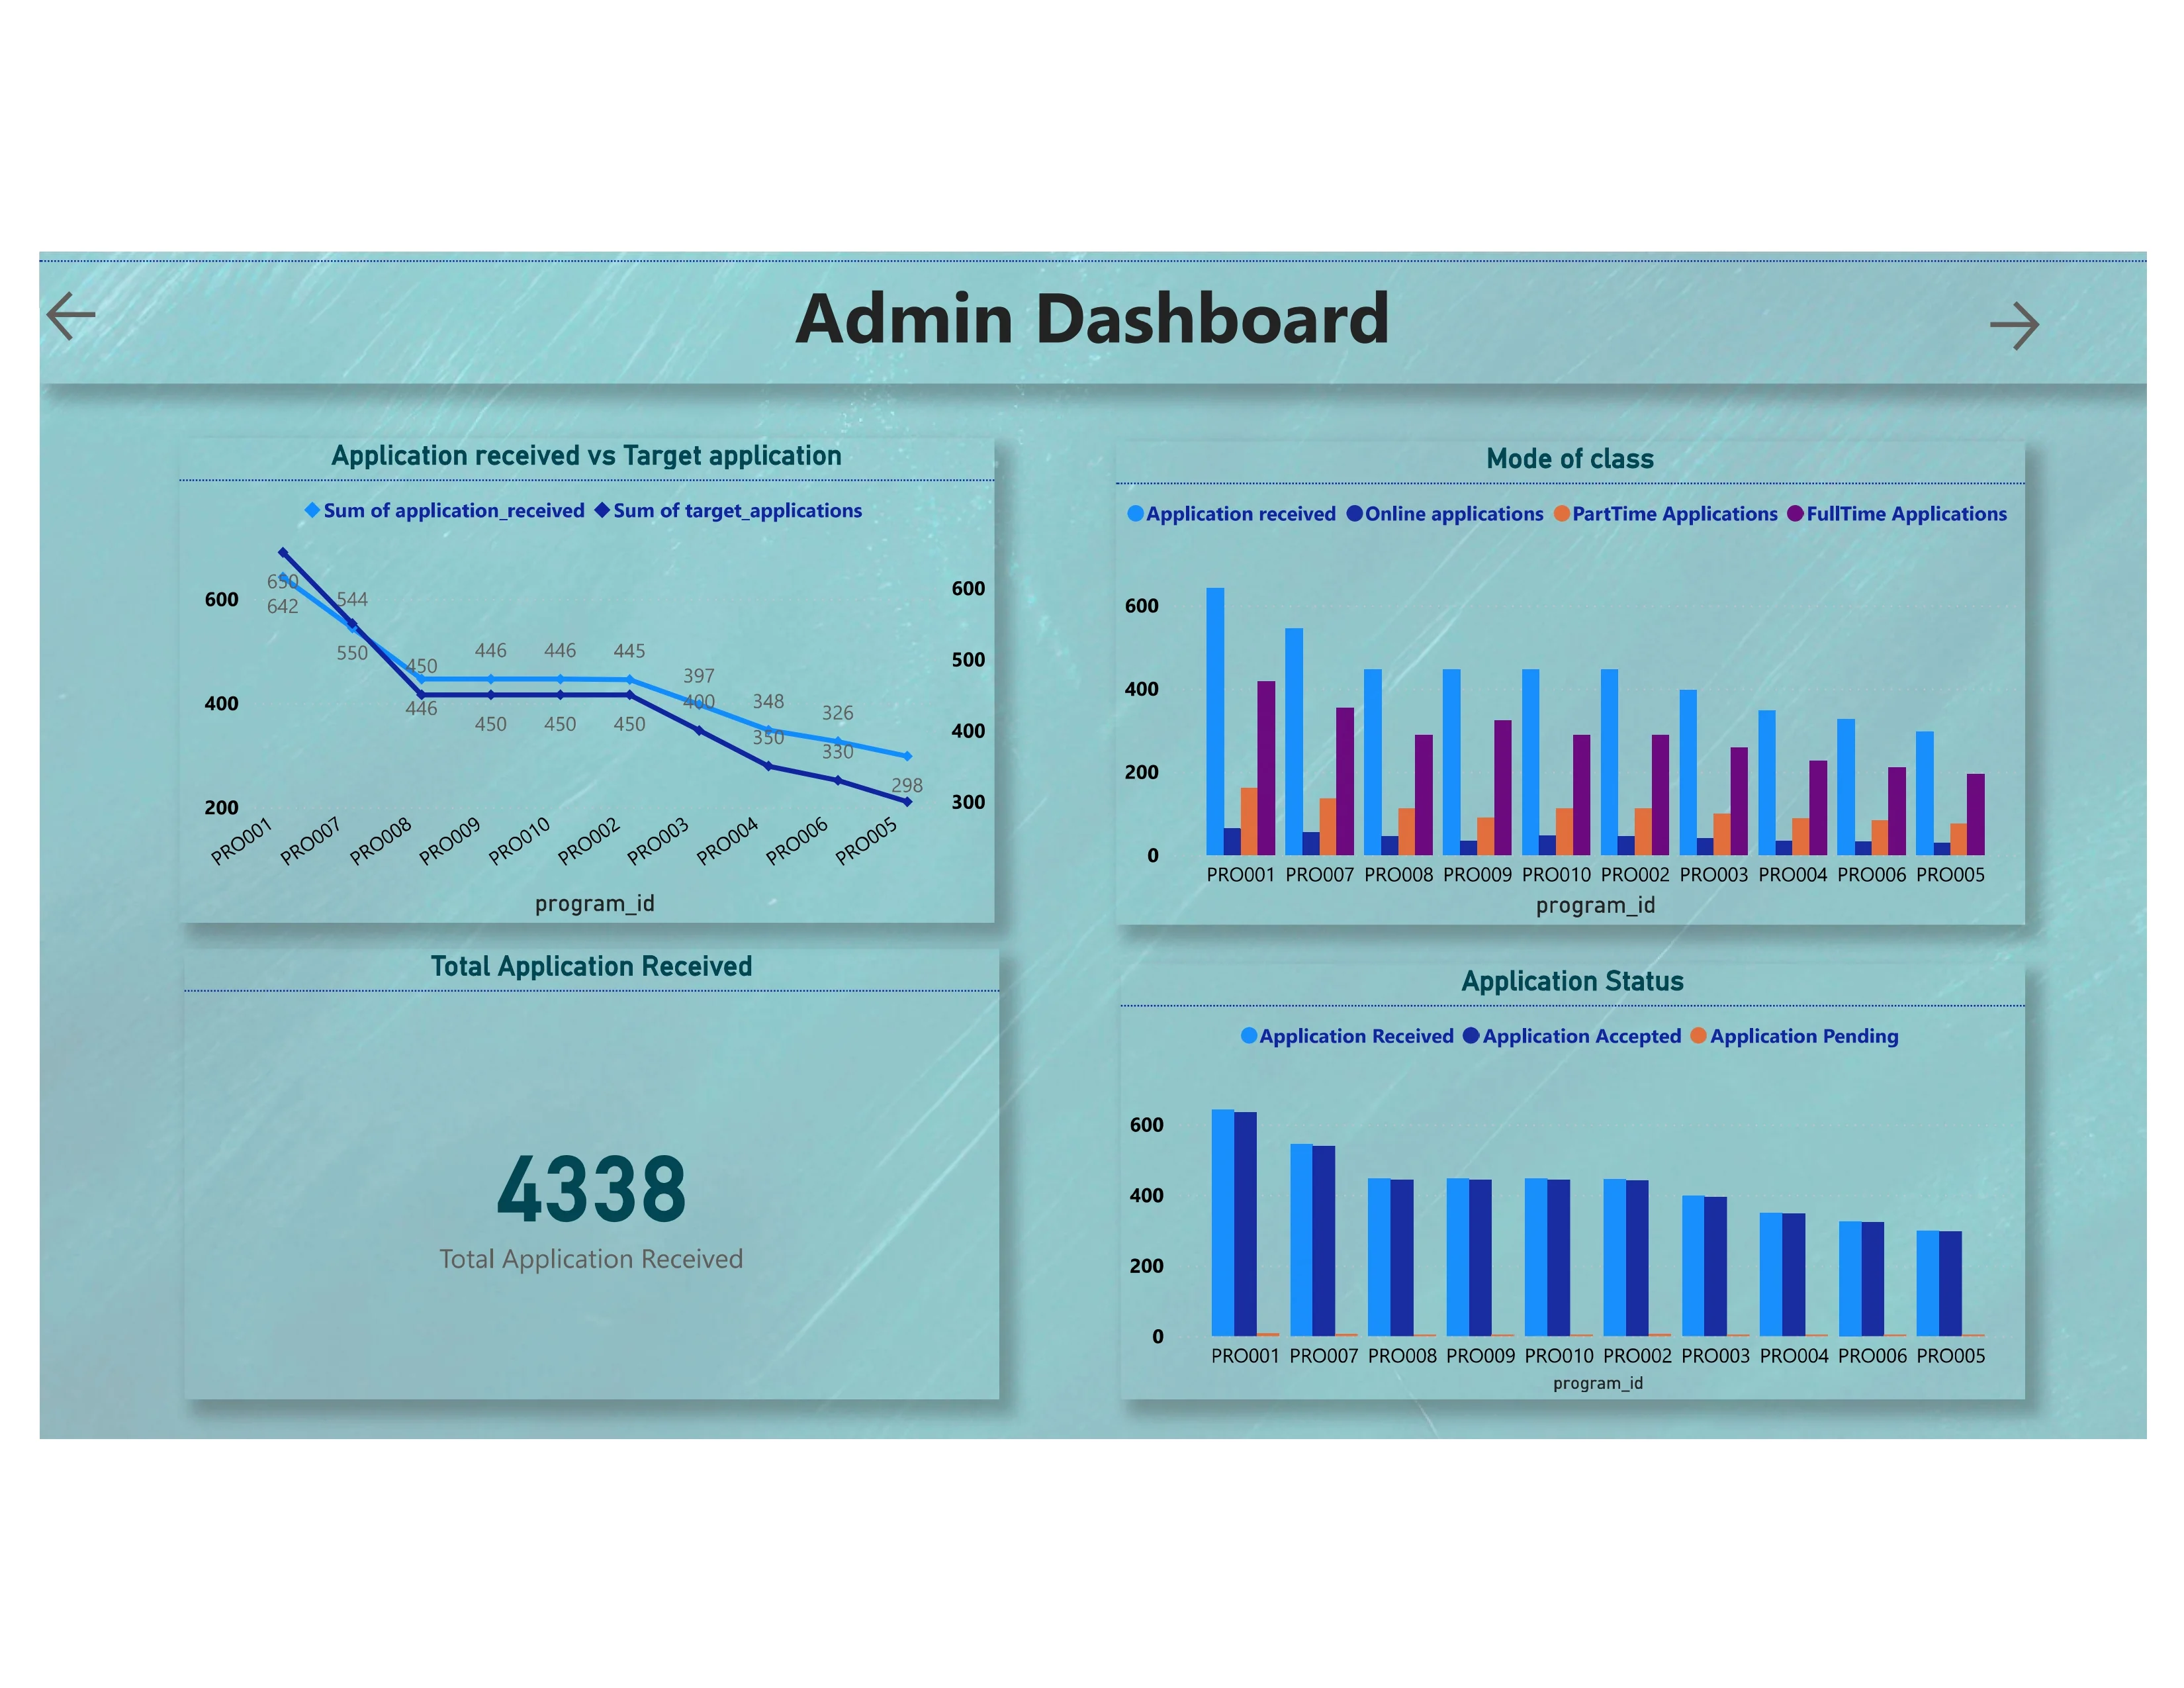 Admin Dashboard
Application received vs Target application
Sum of application_received Sum of target_applications
650
642
544
550
450
446
446
450
446
450
445
450
397
400
348
350
326
330
298
600
400
200
600
500
400
300
PRO001 PRO007 PRO008 PRO009 PRO010 PRO002 PRO003 PRO004 PRO006 PRO005
program_id
Mode of class
Application received Online applications PartTime Applications FullTime Applications
600
400
200
0
PRO001 PRO007 PRO008 PRO009 PRO010 PRO002 PRO003 PRO004 PRO006 PRO005
program_id
Total Application Received
4338
Total Application Received
Application Status
Application Received Application Accepted Application Pending
600
400
200
0
PRO001 PRO007 PRO008 PRO009 PRO010 PRO002 PRO003 PRO004 PRO006 PRO005
program_id